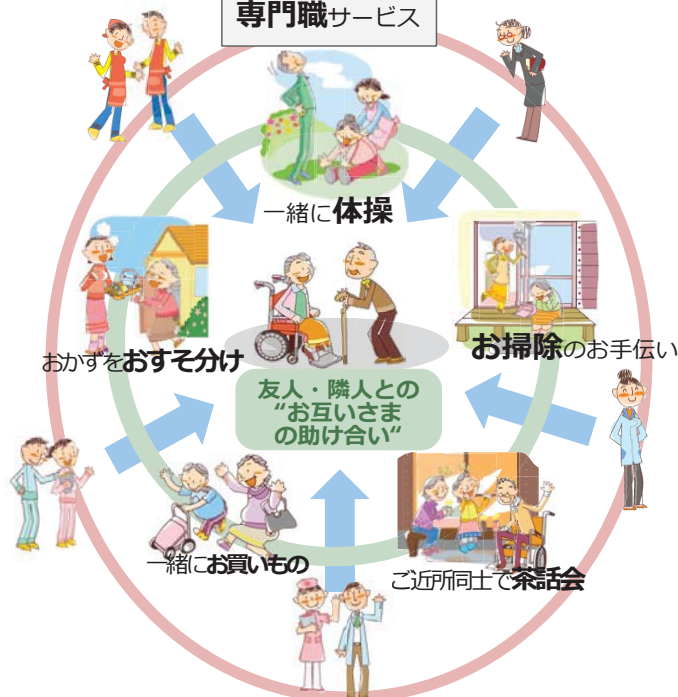 専門職サービス
一緒に体操
おかずをおすそ分け
お掃除のお手伝い
友人・隣人との
“お互いさま
の助け合い“
一緒にお買いもの
ご近所同士で茶話会